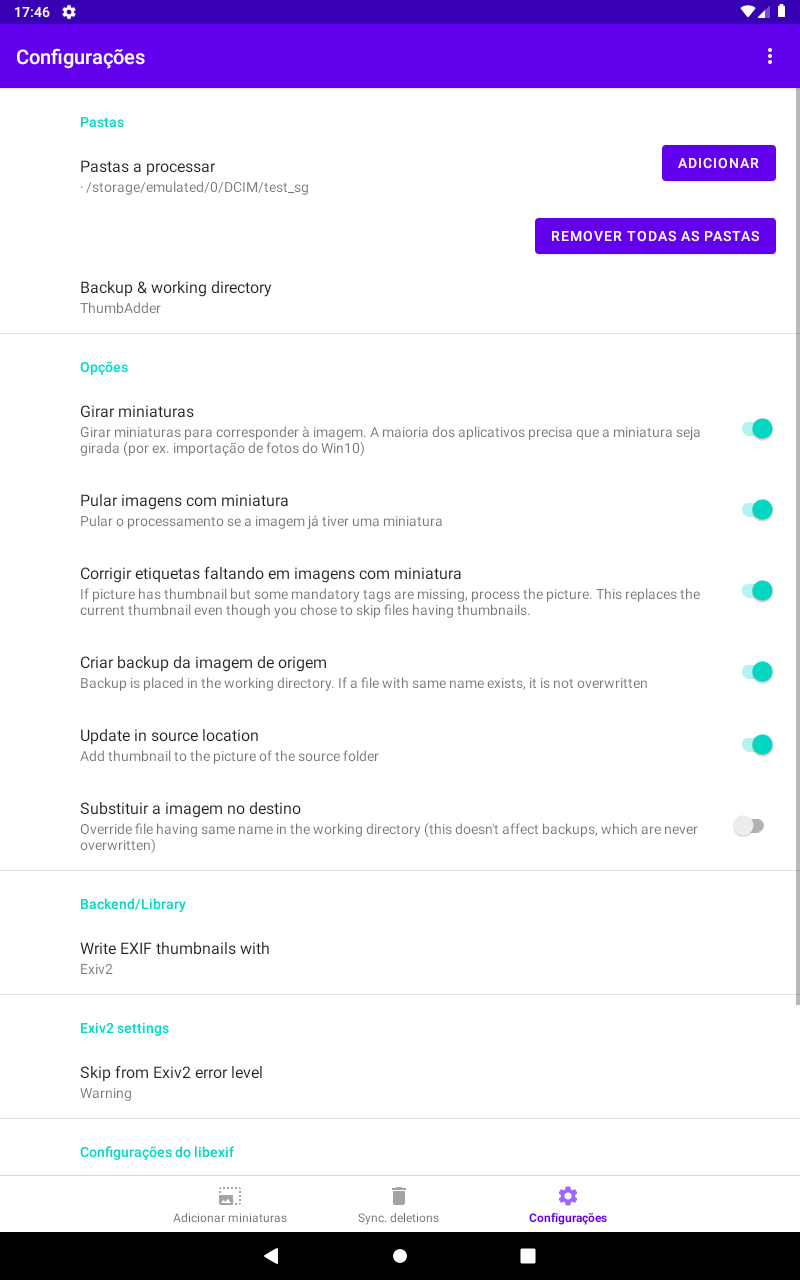 17:46
Configurações
Pastas
Pastas a processar
· /storage/emulated/0/DCIM/test_sg
ADICIONAR
REMOVER TODAS AS PASTAS
Backup & working directory
ThumbAdder
Opções
Girar miniaturas
Girar miniaturas para corresponder à imagem. A maioria dos aplicativos precisa que a miniatura seja
girada (por ex. importação de fotos do Win10)
Pular imagens com miniatura
Pular o processamento se a imagem já tiver uma miniatura
Corrigir etiquetas faltando em imagens com miniatura
If picture has thumbnail but some mandatory tags are missing, process the picture. This replaces the
current thumbnail even though you chose to skip files having thumbnails.
Criar backup da imagem de origem
Backup is placed in the working directory. If a file with same name exists, it is not overwritten
Update in source location
Add thumbnail to the picture of the source folder
Substituir a imagem no destino
Override file having same name in the working directory (this doesn't affect backups, which are never
overwritten)
Backend/Library
Write EXIF thumbnails with
Exiv2
Exiv2 settings
Skip from Exiv2 error level
Warning
Configurações do libexif
Adicionar miniaturas
Sync. deletions
Configurações